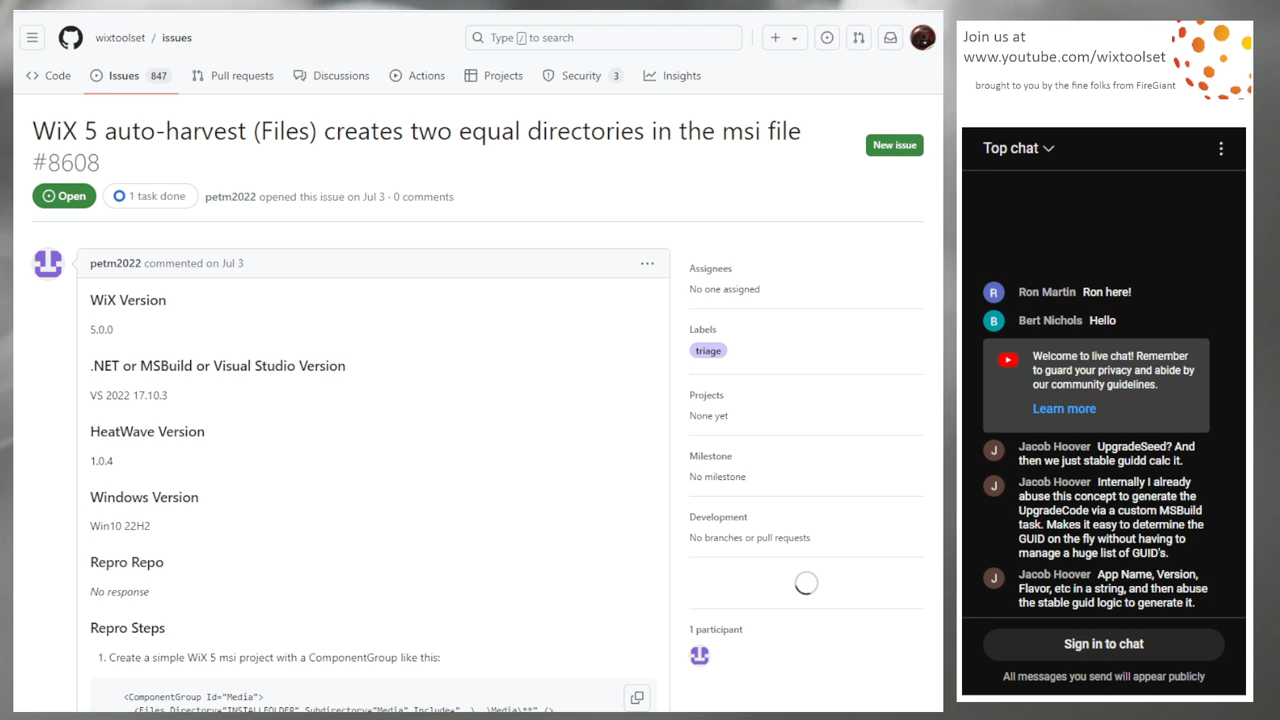 wixtoolset / issues
Type / to search
Code
Issues 847
Pull requests
Discussions
Actions
Projects
Security 3
Insights
WiX 5 auto-harvest (Files) creates two equal directories in the msi file
#8608
New issue
Open
1 task done
petm2022 opened this issue on Jul 3 · 0 comments
petm2022 commented on Jul 3
WiX Version
5.0.0
.NET or MSBuild or Visual Studio Version
VS 2022 17.10.3
HeatWave Version
1.0.4
Windows Version
Win10 22H2
Repro Repo
No response
Repro Steps
1. Create a simple WiX 5 msi project with a ComponentGroup like this:
<ComponentGroup Id="Media">
<Files Directory="INSTALLFOLDER" Subdirectory="Media" Include="..\..\Media\**" />
Assignees
No one assigned
Labels
triage
Projects
None yet
Milestone
No milestone
Development
No branches or pull requests
1 participant
Join us at
www.youtube.com/wixtoolset
brought to you by the fine folks from FireGiant
Top chat
R Ron Martin Ron here!
B Bert Nichols Hello
Welcome to live chat! Remember
to guard your privacy and abide by
our community guidelines.
Learn more
J Jacob Hoover UpgradeSeed? And
then we just stable guidd calc it.
J Jacob Hoover Internally I already
abuse this concept to generate the
UpgradeCode via a custom MSBuild
task. Makes it easy to determine the
GUID on the fly without having to
manage a huge list of GUID's.
J Jacob Hoover App Name, Version,
Flavor, etc in a string, and then abuse
the stable guid logic to generate it.
Sign in to chat
All messages you send will appear publicly